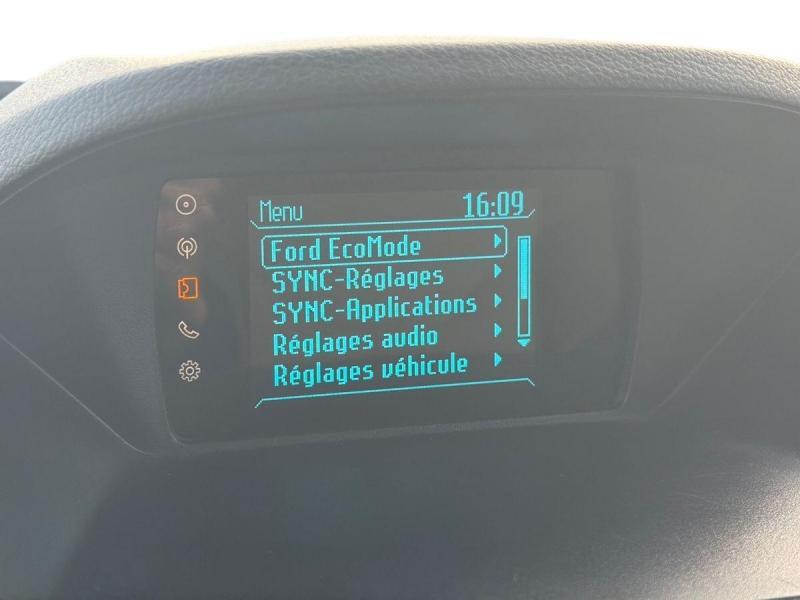 Menu 16:09
Ford EcoMode
SYNC-Réglages
SYNC-Applications
Réglages audio
Réglages véhicule